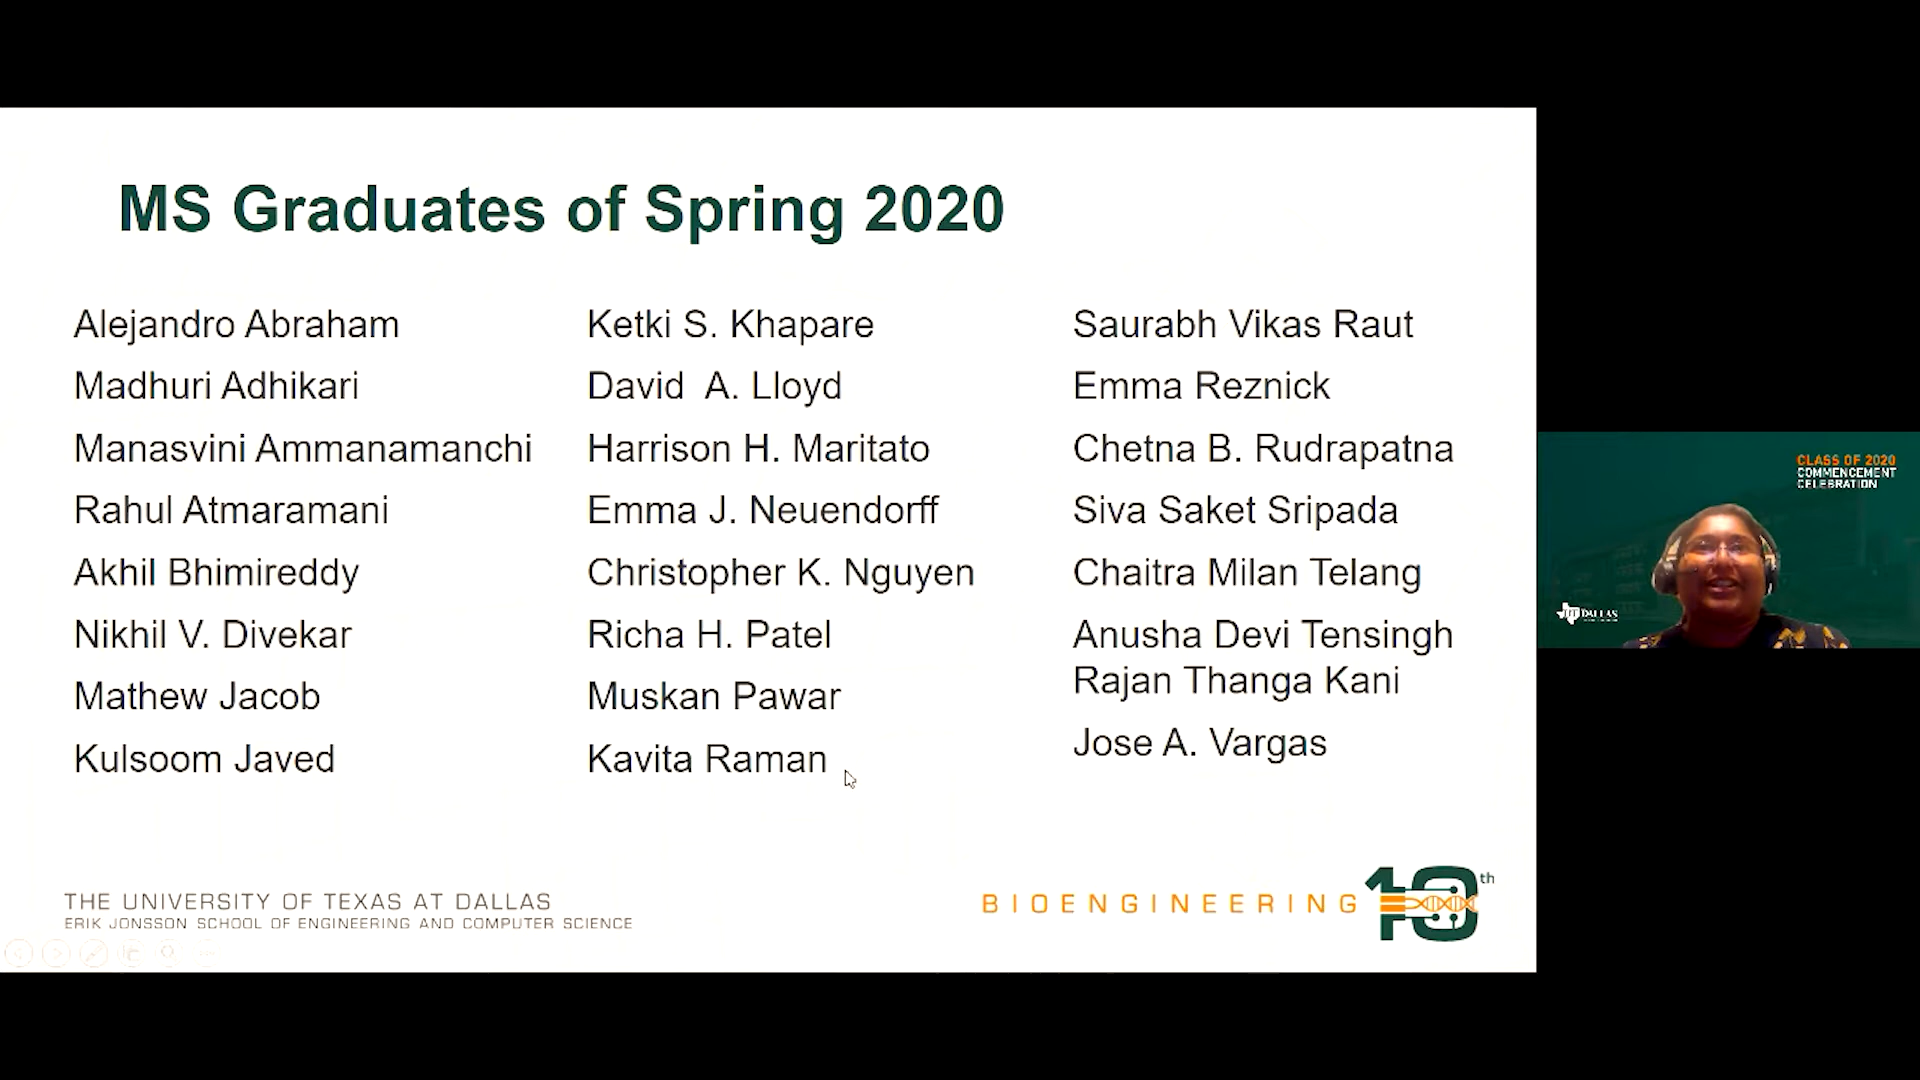 MS Graduates of Spring 2020
Alejandro Abraham
Madhuri Adhikari
Manasvini Ammanamanchi
Rahul Atmaramani
Akhil Bhimireddy
Nikhil V. Divekar
Mathew Jacob
Kulsoom Javed
Ketki S. Khapare
David A. Lloyd
Harrison H. Maritato
Emma J. Neuendorff
Christopher K. Nguyen
Richa H. Patel
Muskan Pawar
Kavita Raman
Saurabh Vikas Raut
Emma Reznick
Chetna B. Rudrapatna
Siva Saket Sripada
Chaitra Milan Telang
Anusha Devi Tensingh
Rajan Thanga Kani
Jose A. Vargas
THE UNIVERSITY OF TEXAS AT DALLAS
ERIK JONSSON SCHOOL OF ENGINEERING AND COMPUTER SCIENCE
BIOENGINEERING 10th
CLASS OF 2020
COMMENCEMENT
CELEBRATION
UT DALLAS